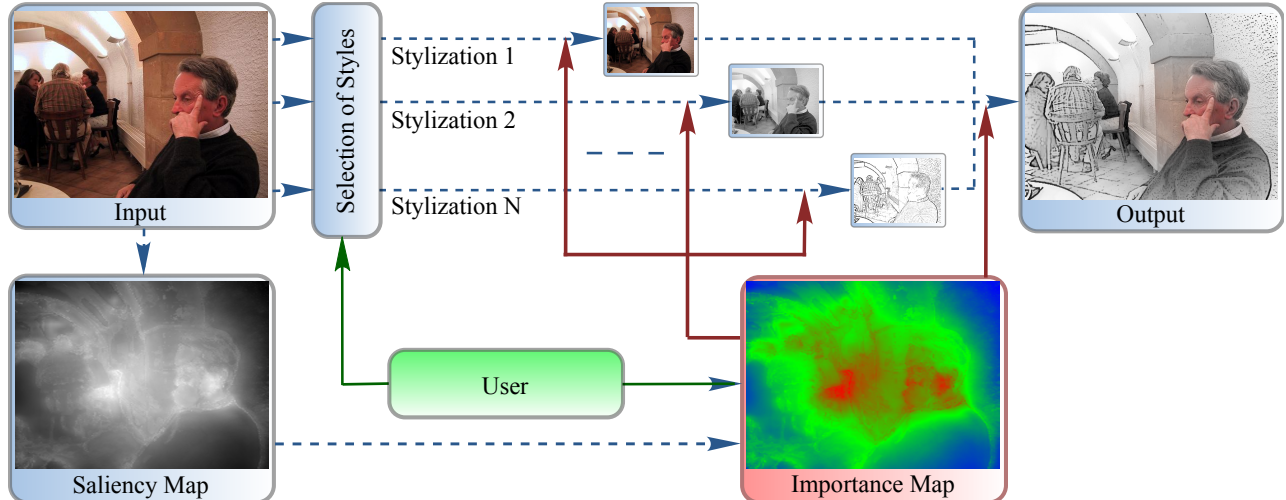 Input
Selection of Styles
Stylization 1
Stylization 2
Stylization N
Output
Saliency Map
User
Importance Map